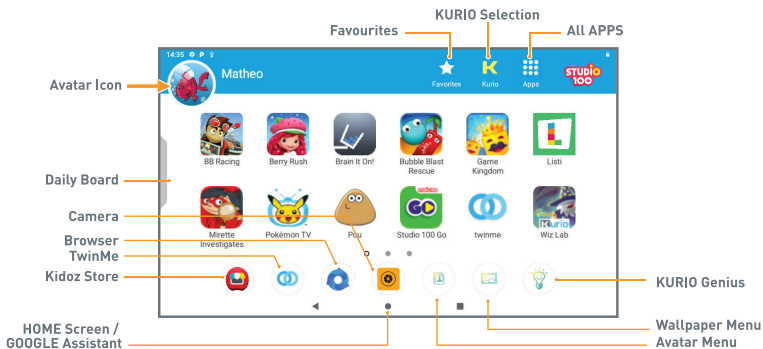 KURIO Selection
Favourites
All APPS
14:35
Matheo
Favorites
K
Kurio
Apps
STUDIO
100
Avatar Icon
BB Racing
Berry Rush
Brain It On!
Bubble Blast
Rescue
Game
Kingdom
Listi
Daily Board
Camera
Mirette
Investigates
Pokémon TV
Pou
GO
Studio 100 Go
twinme
Kurio
Wiz Lab
Browser
TwinMe
Kidoz Store
KURIO Genius
HOME Screen /
GOOGLE Assistant
Wallpaper Menu
Avatar Menu